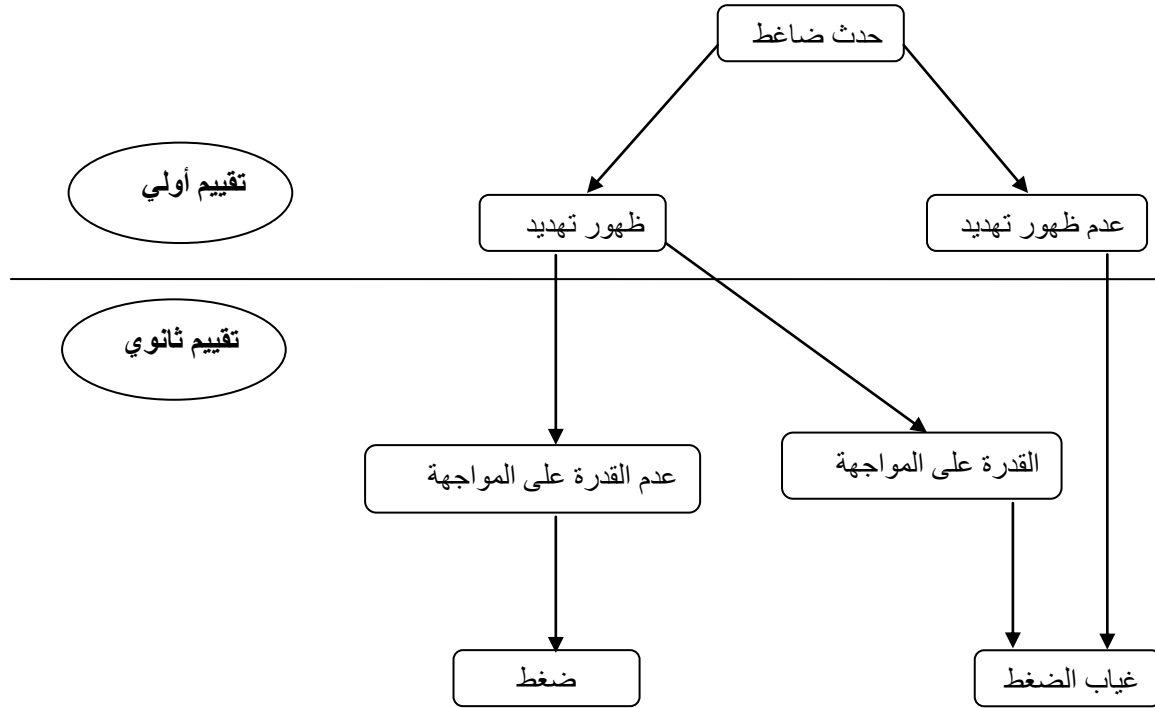 حدث ضاغط
تقييم أولي
عدم ظهور تهديد
ظهور تهديد
تقييم ثانوي
القدرة على المواجهة
عدم القدرة على المواجهة
غياب الضغط
ضغط